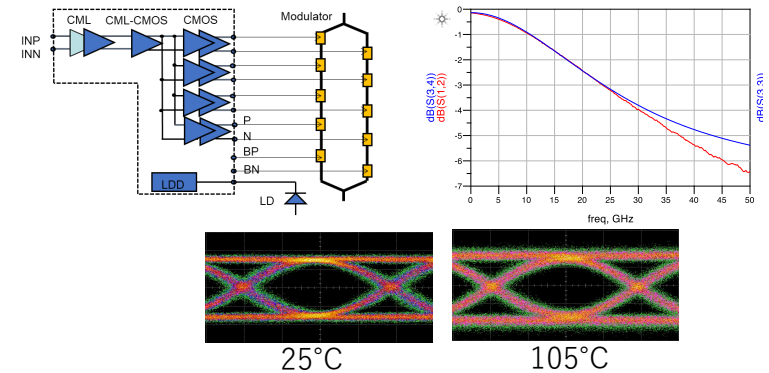 CML CML-CMOS CMOS
Modulator
INP
INN
P
N
BP
BN
LDD
LD
0
-1
-2
-3
-4
-5
-6
-7
dB(S(3,4))
dB(S(1,2))
dB(S(3,3))
0 5 10 15 20 25 30 35 40 45 50
freq, GHz
25°C
105°C